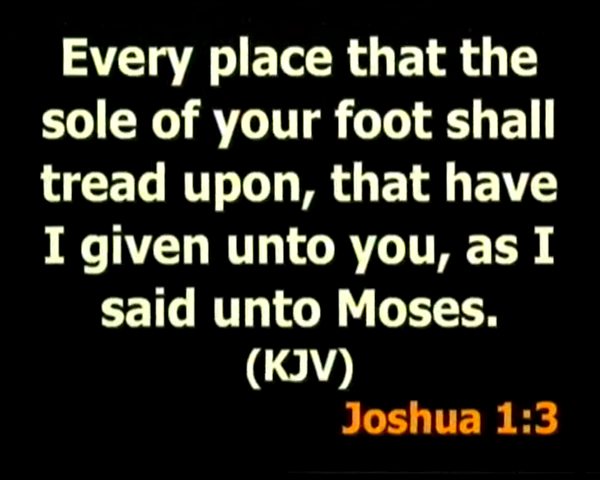 Every place that the
sole of your foot shall
tread upon, that have
I given unto you, as I
said unto Moses.
(KJV)
Joshua 1:3